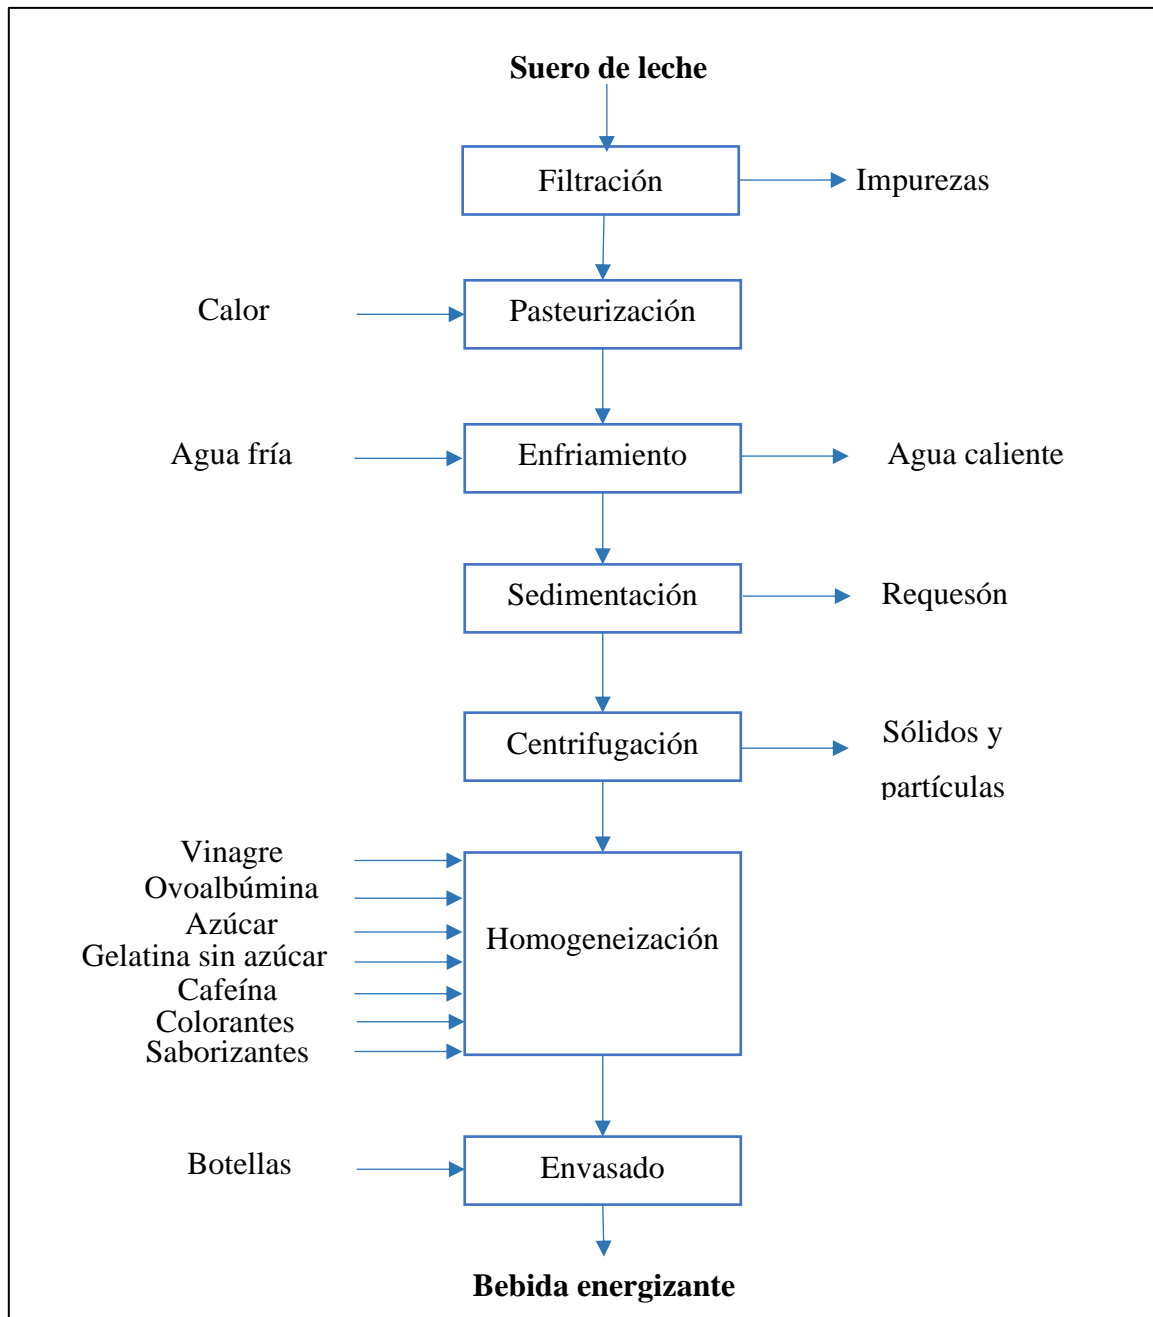 Suero de leche
Filtración
Impurezas
Calor
Pasteurización
Agua fría
Enfriamiento
Agua caliente
Sedimentación
Requesón
Centrifugación
Sólidos y
partículas
Vinagre
Ovoalbúmina
Azúcar
Gelatina sin azúcar
Cafeína
Colorantes
Saborizantes
Homogeneización
Botellas
Envasado
Bebida energizante